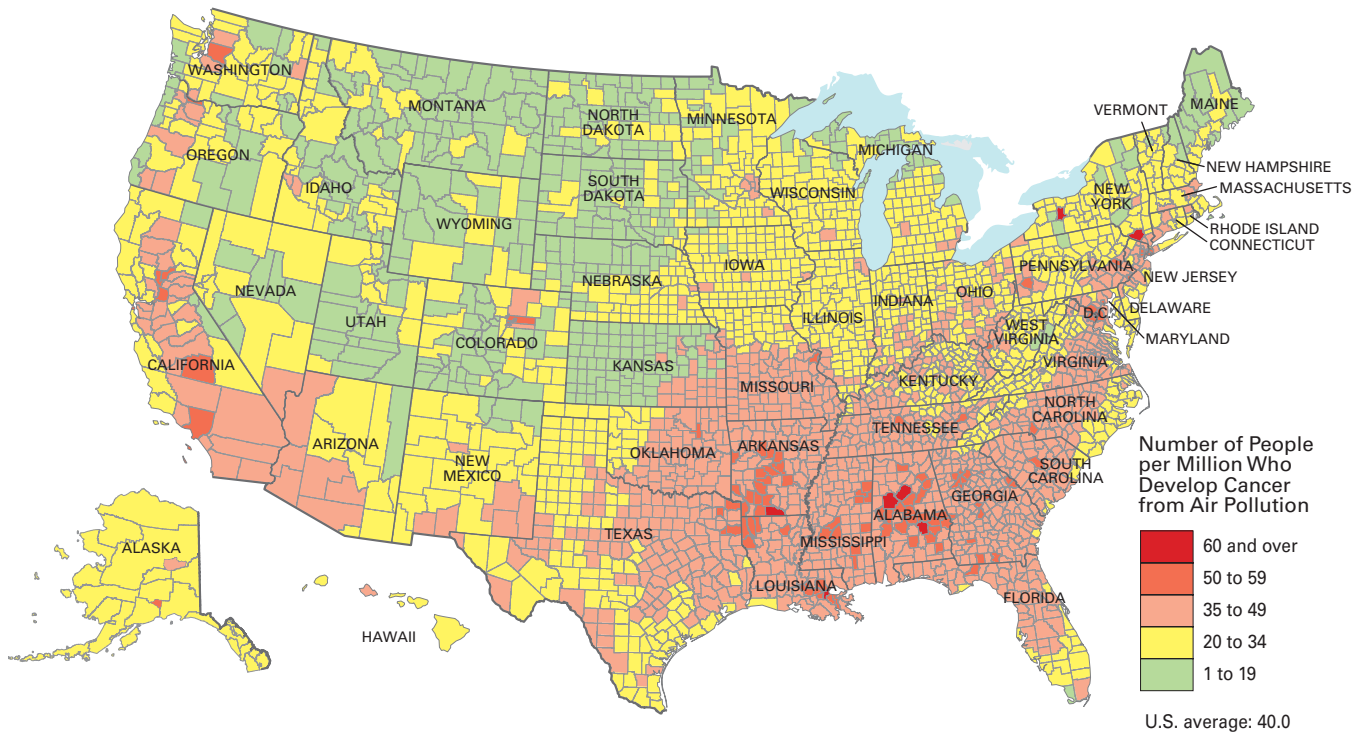 WASHINGTON
MONTANA
NORTH
DAKOTA
MINNESOTA
VERMONT
MAINE
OREGON
IDAHO
SOUTH
DAKOTA
WISCONSIN
MICHIGAN
NEW
YORK
NEW HAMPSHIRE
MASSACHUSETTS
WYOMING
RHODE ISLAND
CONNECTICUT
NEVADA
UTAH
COLORADO
NEBRASKA
IOWA
ILLINOIS
INDIANA
OHIO
PENNSYLVANIA
NEW JERSEY
DELAWARE
D.C.
MARYLAND
WEST
VIRGINIA
VIRGINIA
CALIFORNIA
KANSAS
MISSOURI
KENTUCKY
ARIZONA
NEW
MEXICO
OKLAHOMA
ARKANSAS
TENNESSEE
NORTH
CAROLINA
SOUTH
CAROLINA
TEXAS
LOUISIANA
MISSISSIPPI
ALABAMA
GEORGIA
FLORIDA
ALASKA
HAWAII
Number of People
per Million Who
Develop Cancer
from Air Pollution
60 and over
50 to 59
35 to 49
20 to 34
1 to 19
U.S. average: 40.0